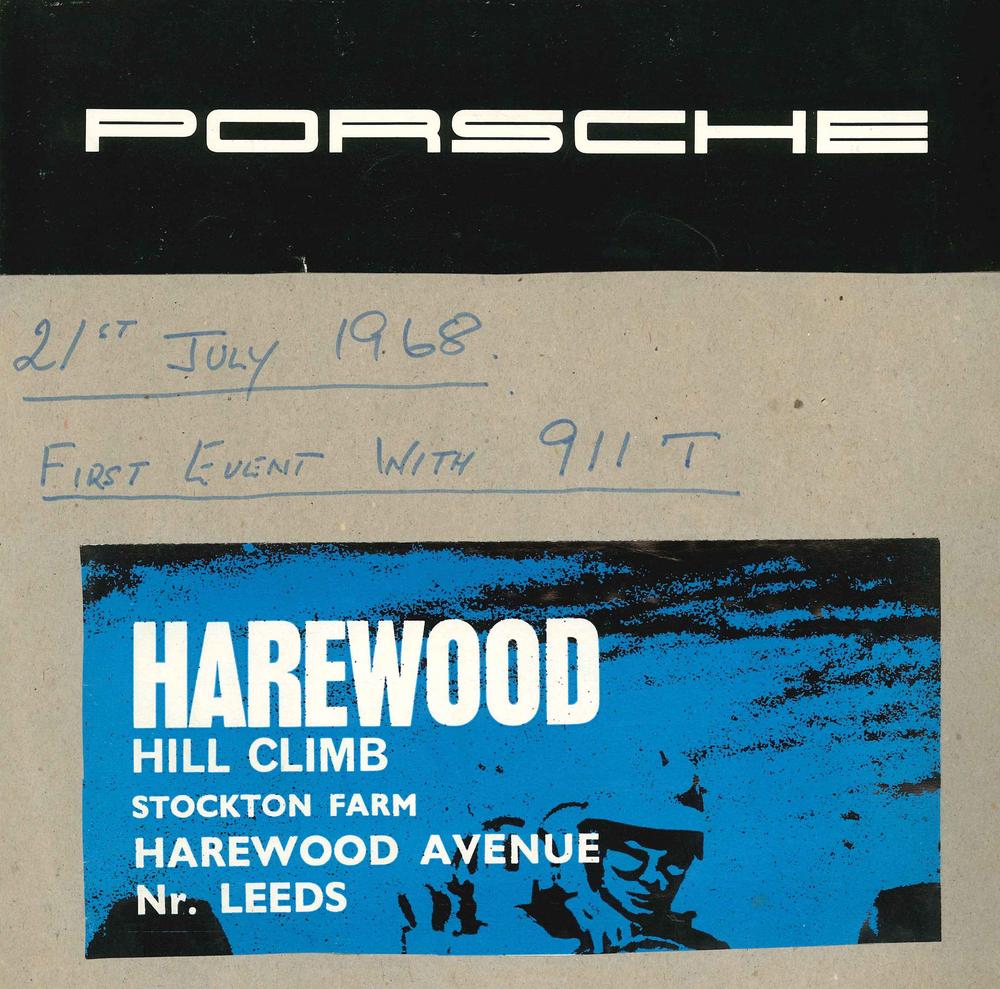 PORSCHE
21ST JULY 1968.
FIRST EVENT WITH 911 T
HAREWOOD
HILL CLIMB
STOCKTON FARM
HAREWOOD AVENUE
Nr. LEEDS